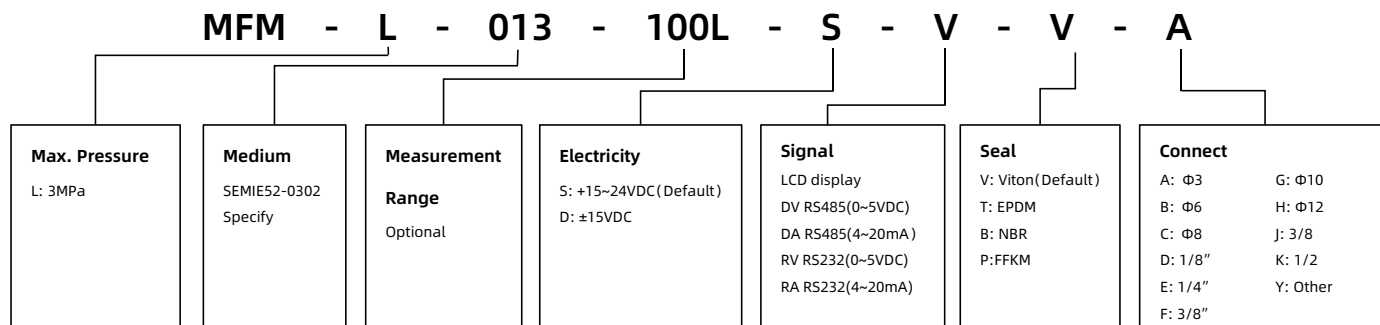 MFM - L - 013 - 100L - S - V - V - A
Max. Pressure
L: 3MPa
Medium
SEMIE52-0302
Specify
Measurement
Range
Optional
Electricity
S: +15~24VDC(Default)
D: ±15VDC
Signal
LCD display
DV RS485(0~5VDC)
DA RS485(4~20mA)
RV RS232(0~5VDC)
RA RS232(4~20mA)
Seal
V: Viton(Default)
T: EPDM
B: NBR
P:FFKM
Connect
A: Φ3
B: Φ6
C: Φ8
D: 1/8”
E: 1/4”
F: 3/8”
G: Φ10
H: Φ12
J: 3/8
K: 1/2
Y: Other